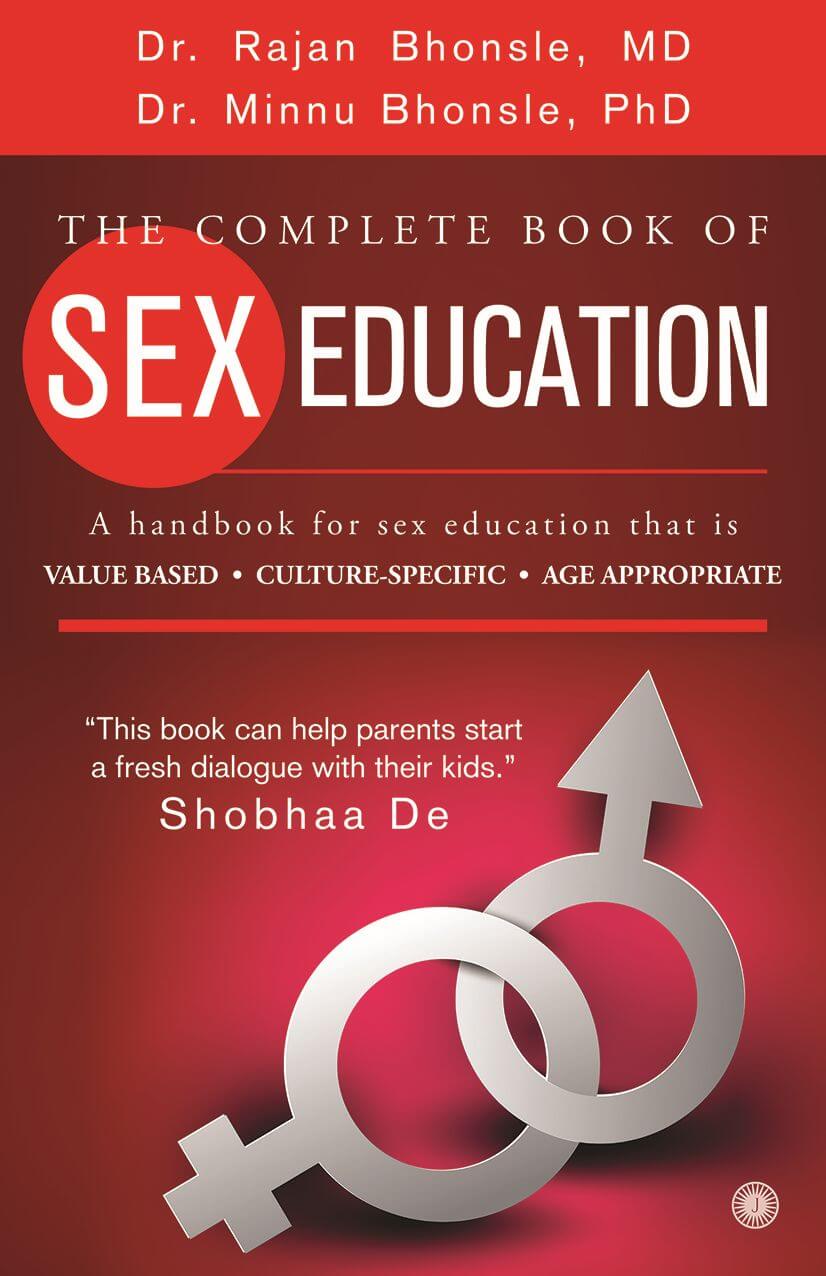 Dr. Rajan Bhonsle, MD
Dr. Minnu Bhonsle, PhD
THE COMPLETE BOOK OF
SEX EDUCATION
A handbook for sex education that is
VALUE BASED • CULTURE-SPECIFIC • AGE APPROPRIATE
“This book can help parents start
a fresh dialogue with their kids.”
Shobhaa De
J